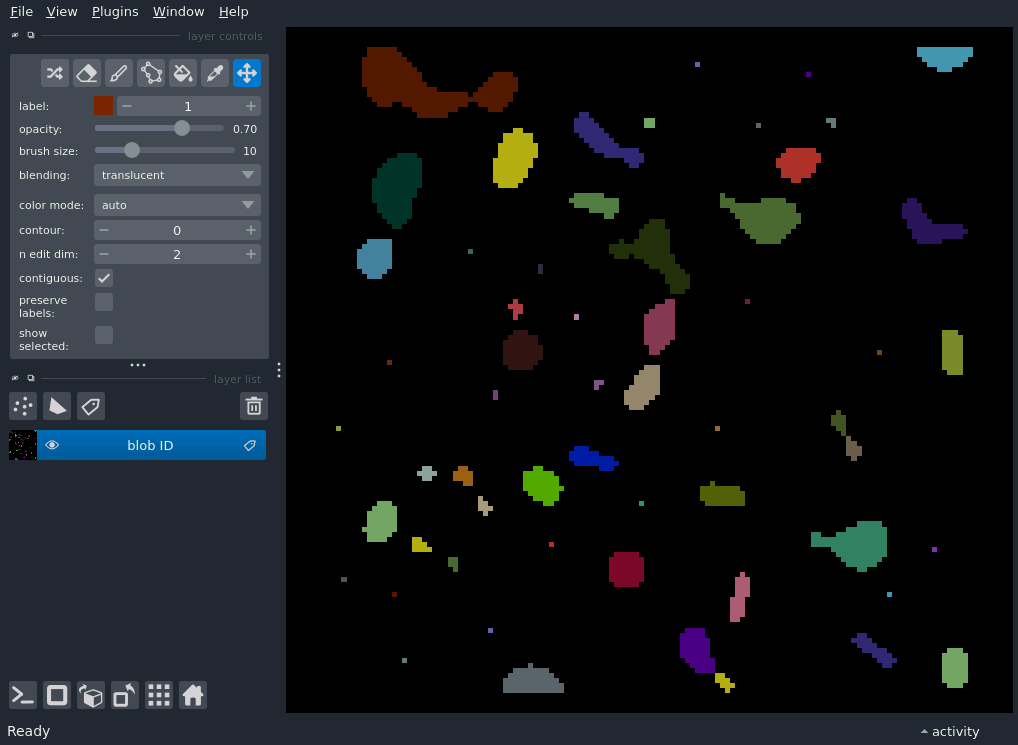 File View Plugins Window Help
layer controls
label: 1
opacity: 0.70
brush size: 10
blending: translucent
color mode: auto
contour: 0
n edit dim: 2
contiguous:
preserve
labels:
show
selected:
layer list
blob ID
Ready
activity